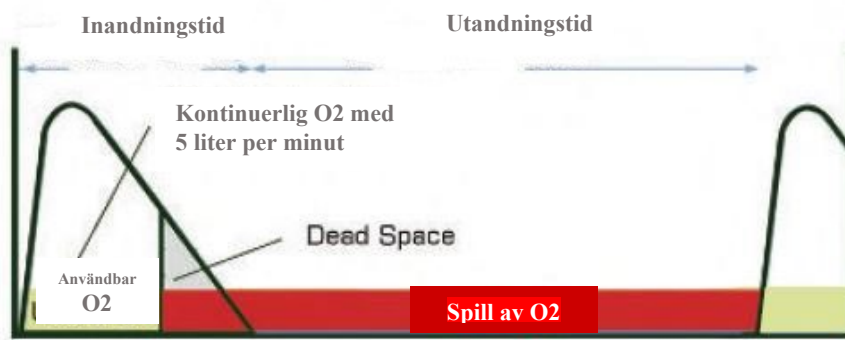 Inandningstid
Utandningstid
Kontinuerlig O2 med
5 liter per minut
Dead Space
Användbar
O2
Spill av O2